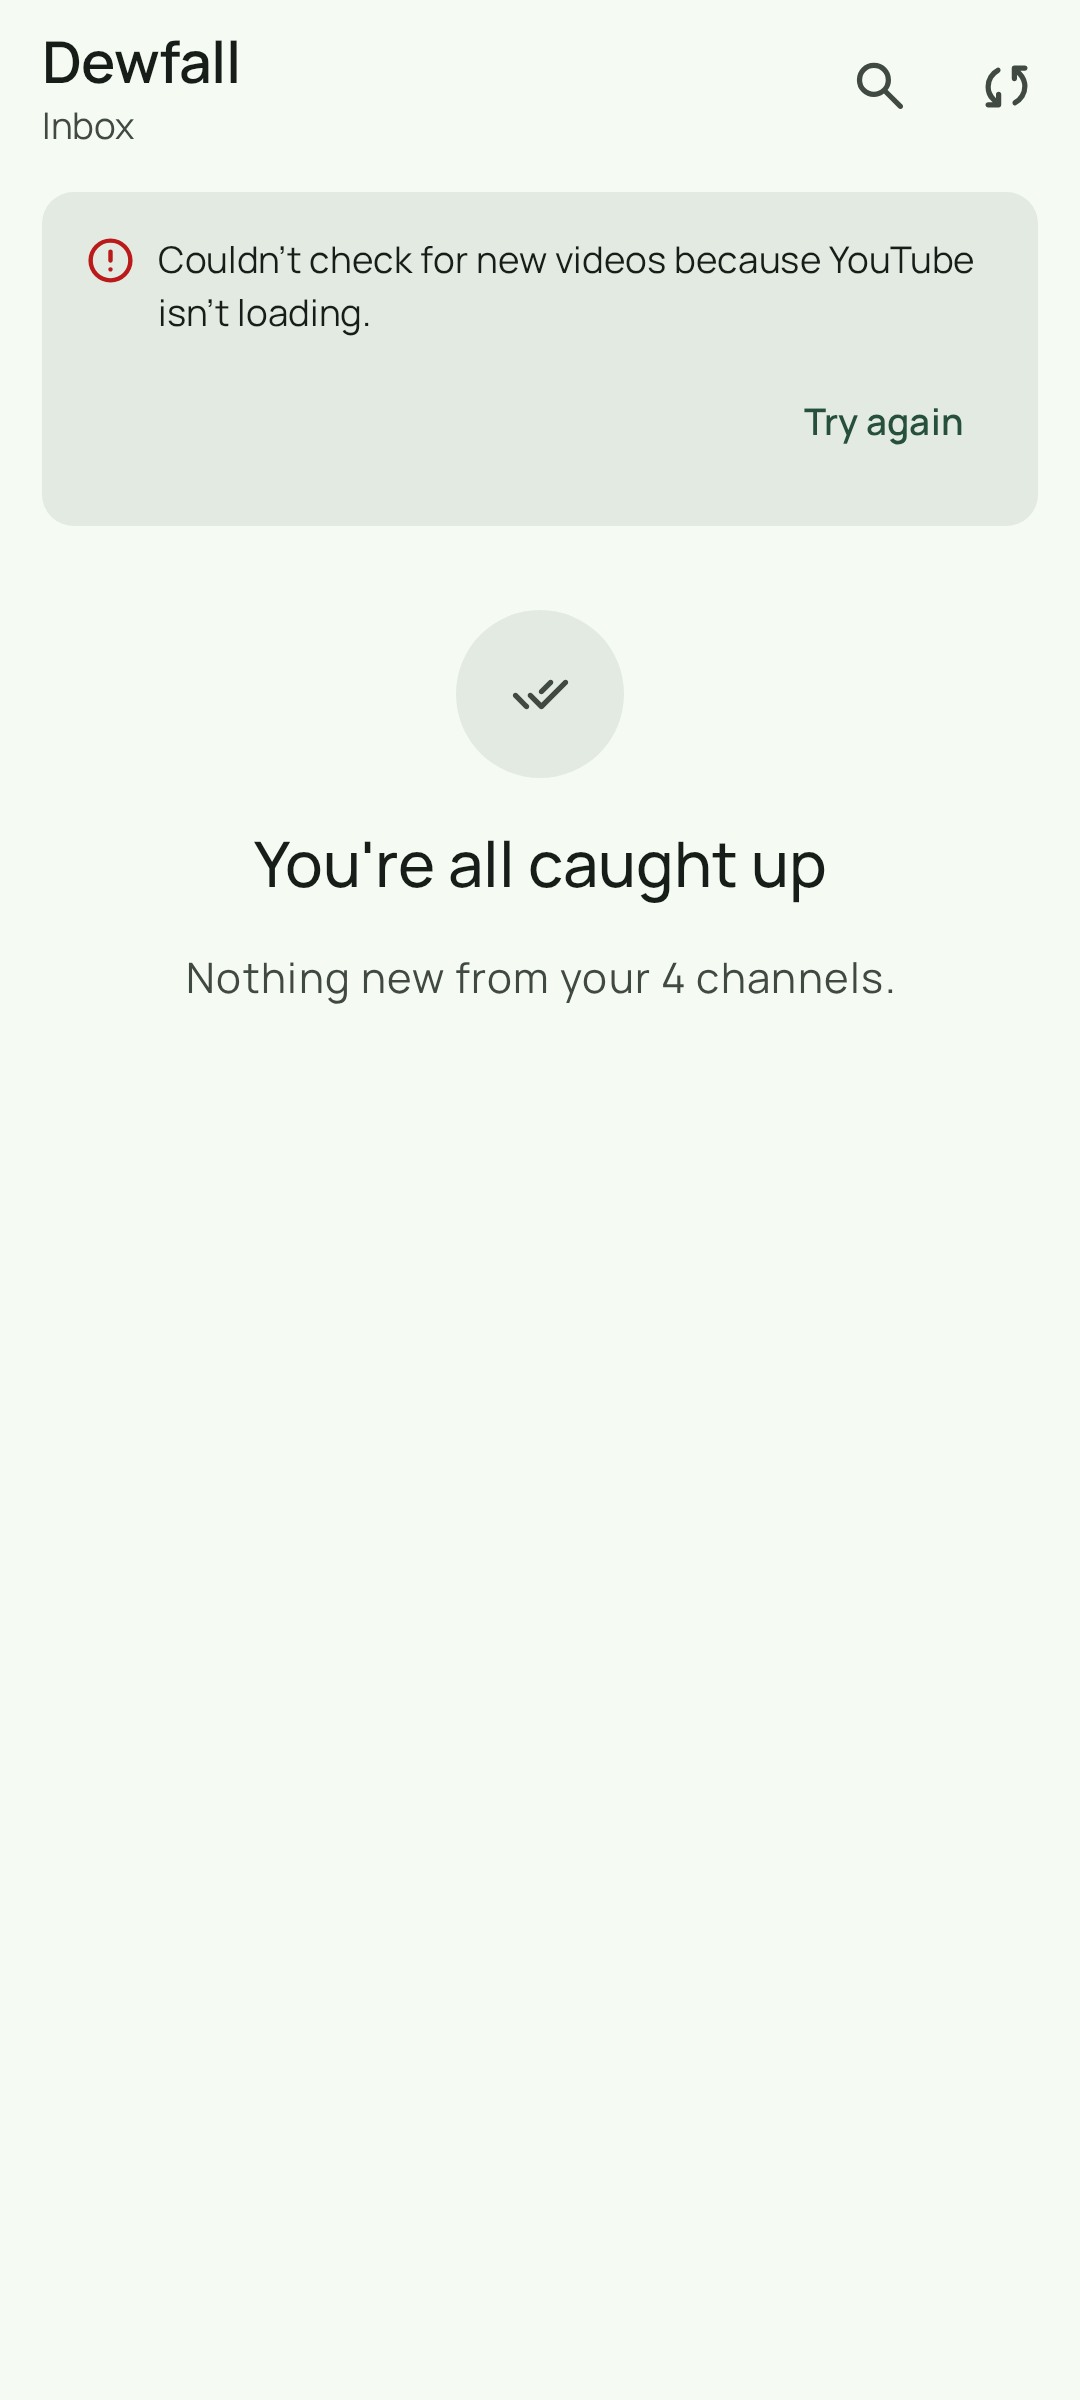 Dewfall
Inbox
Couldn’t check for new videos because YouTube
isn’t loading.
Try again
You're all caught up
Nothing new from your 4 channels.